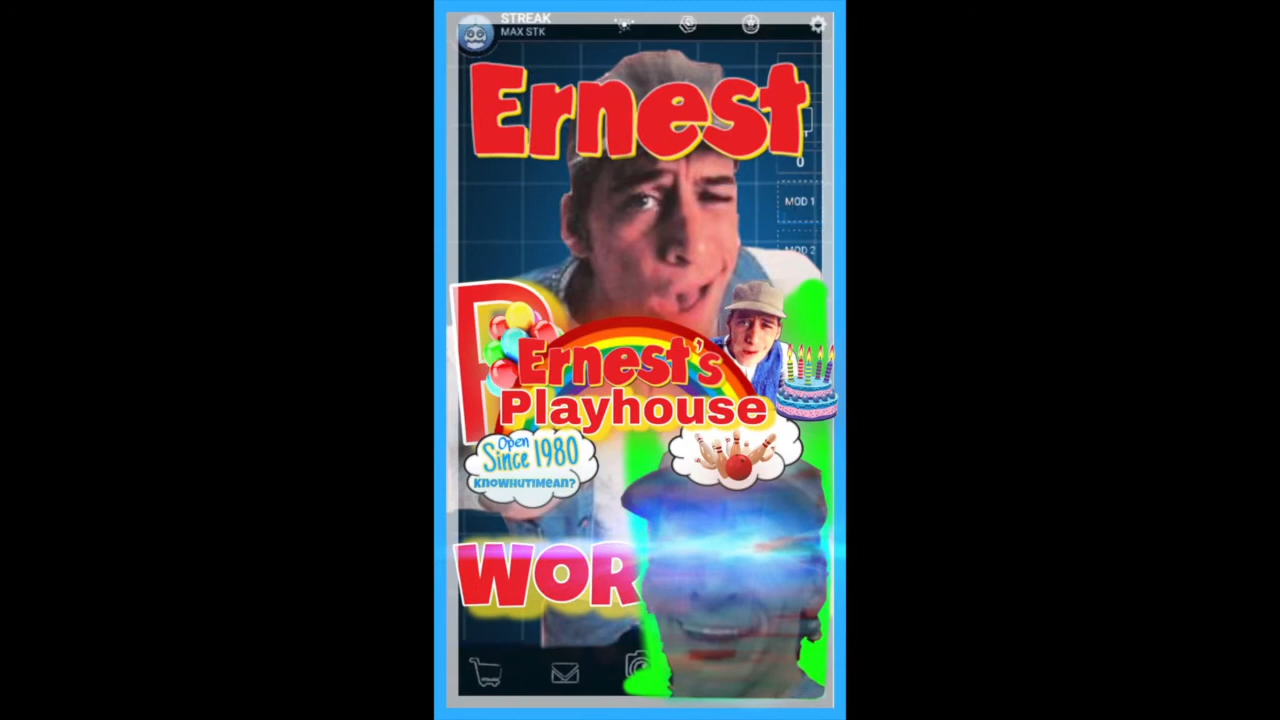 STREAK
MAX STK
Ernest
0
MOD 1
MOD 2
P
Ernest's
Playhouse
Open
Since 1980
KnowhutImean?
WOR